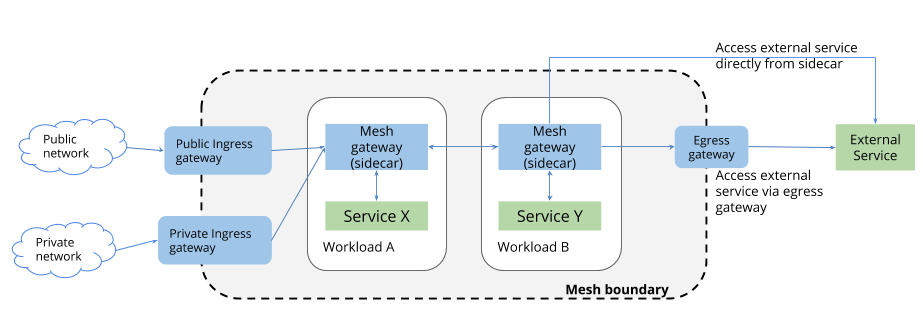 Access external service
directly from sidecar
Public
network
Public Ingress
gateway
Mesh
gateway
(sidecar)
Mesh
gateway
(sidecar)
Egress
gateway
External
Service
Access external
service via egress
gateway
Private
network
Private Ingress
gateway
Service X
Service Y
Workload A
Workload B
Mesh boundary